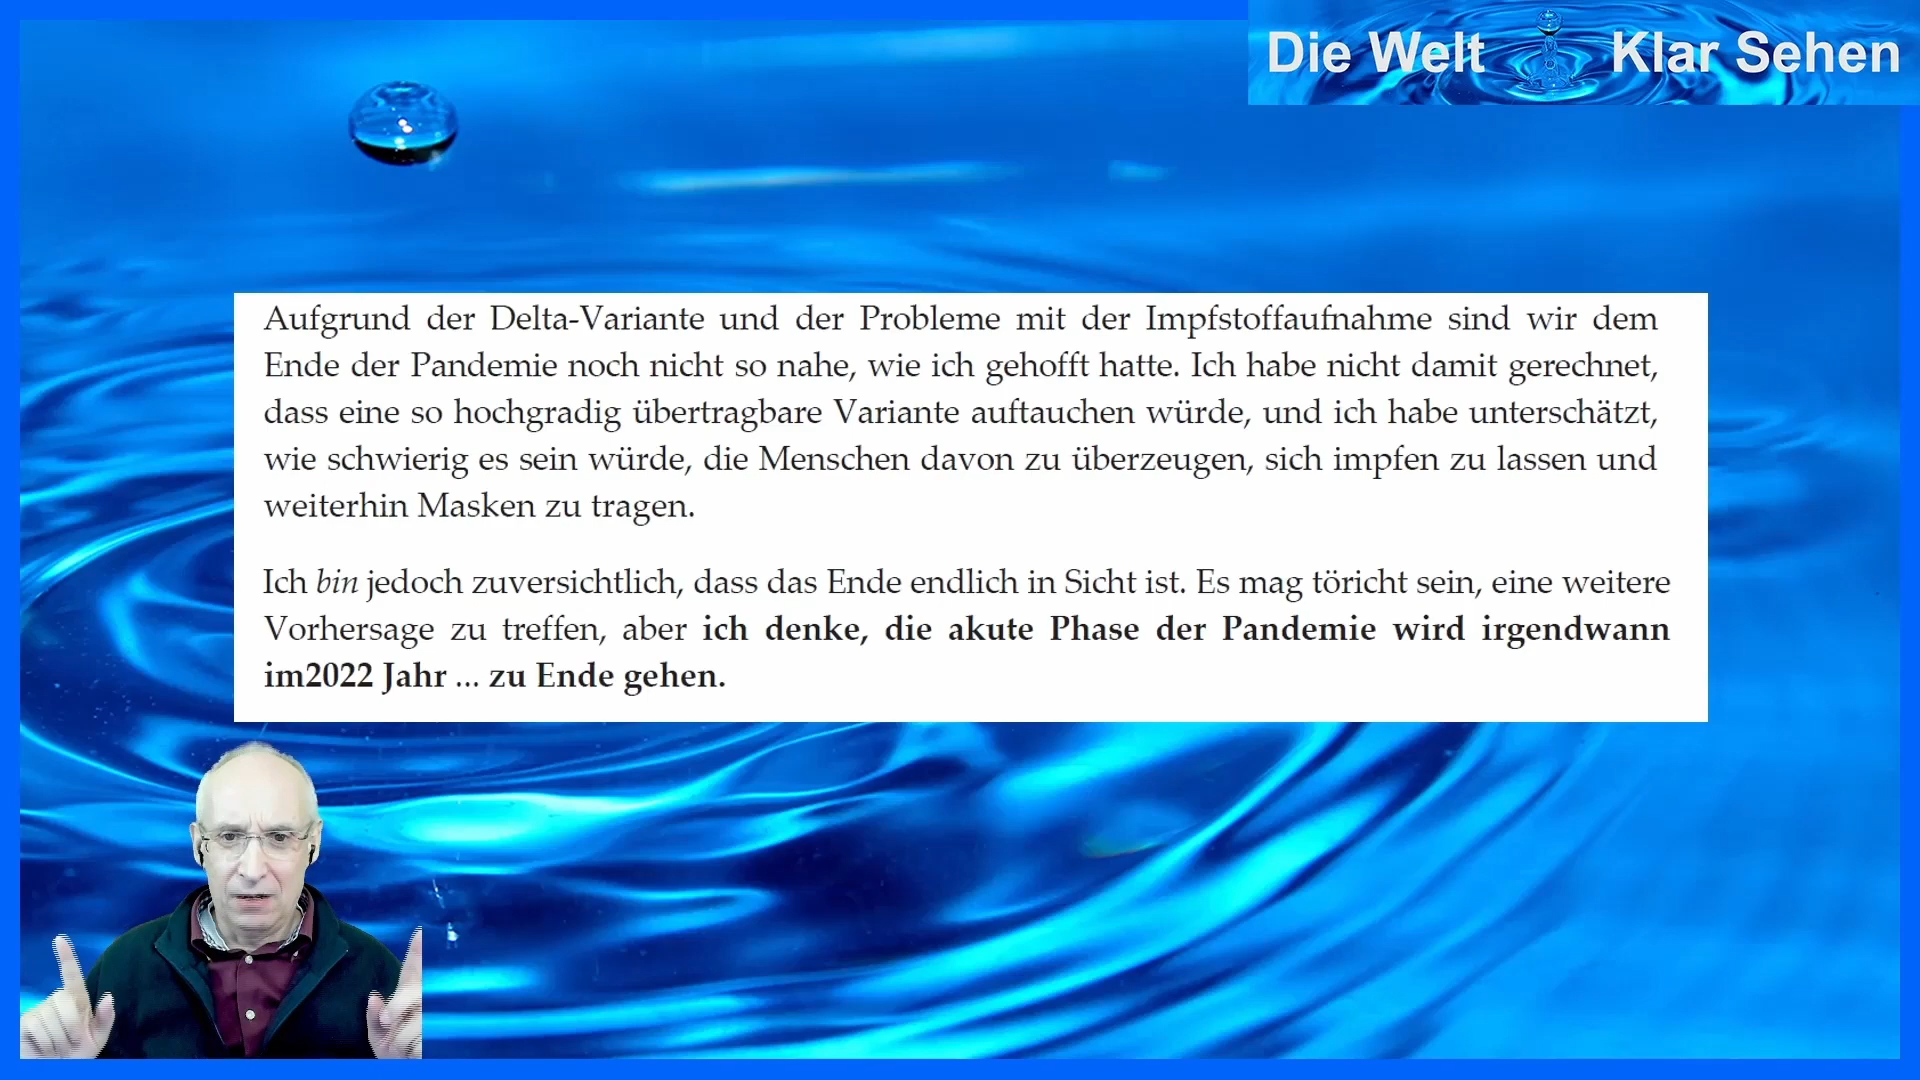 Die Welt Klar Sehen
Aufgrund der Delta-Variante und der Probleme mit der Impfstoffaufnahme sind wir dem
Ende der Pandemie noch nicht so nahe, wie ich gehofft hatte. Ich habe nicht damit gerechnet,
dass eine so hochgradig übertragbare Variante auftauchen würde, und ich habe unterschätzt,
wie schwierig es sein würde, die Menschen davon zu überzeugen, sich impfen zu lassen und
weiterhin Masken zu tragen.
Ich bin jedoch zuversichtlich, dass das Ende endlich in Sicht ist. Es mag töricht sein, eine weitere
Vorhersage zu treffen, aber ich denke, die akute Phase der Pandemie wird irgendwann
im2022 Jahr ... zu Ende gehen.